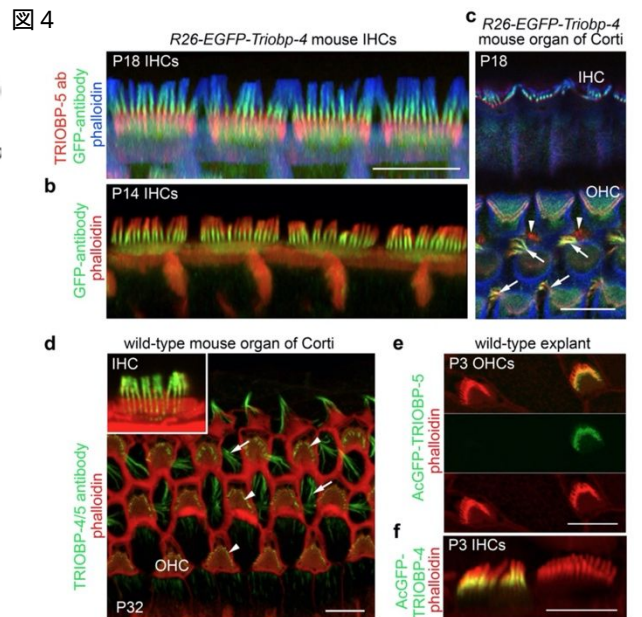 図４
R26-EGFP-Triobp-4 mouse IHCs
P18 IHCs
TRIOBP-5 ab
GFP-antibody
phalloidin
b
P14 IHCs
GFP-antibody
phalloidin
c
R26-EGFP-Triobp-4
mouse organ of Corti
P18
IHC
OHC
d
wild-type mouse organ of Corti
IHC
TRIOBP-4/5 antibody
phalloidin
OHC
P32
e
wild-type explant
P3 OHCs
AcGFP-TRIOBP-5
phalloidin
f
P3 IHCs
AcGFP-
TRIOBP-4
phalloidin